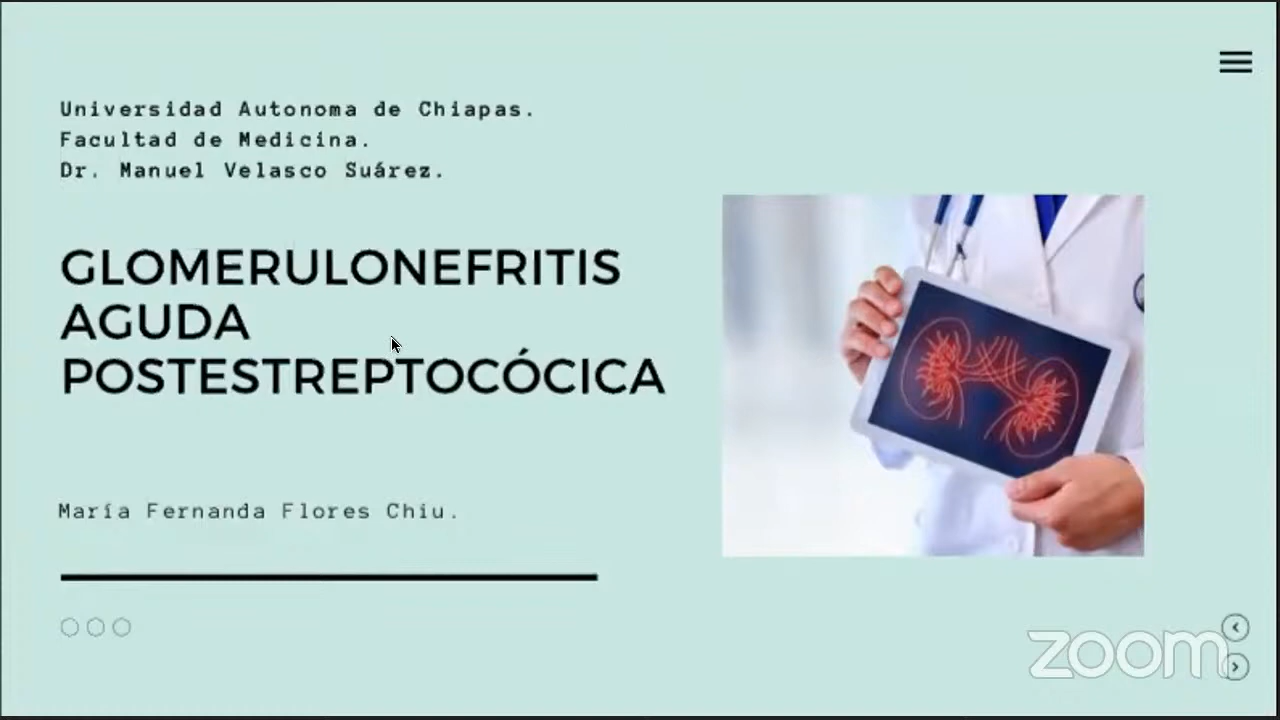 Universidad Autonoma de Chiapas.
Facultad de Medicina.
Dr. Manuel Velasco Suárez.
GLOMERULONEFRITIS
AGUDA
POSTESTREPTOCÓCICA
María Fernanda Flores Chiu.
zoom